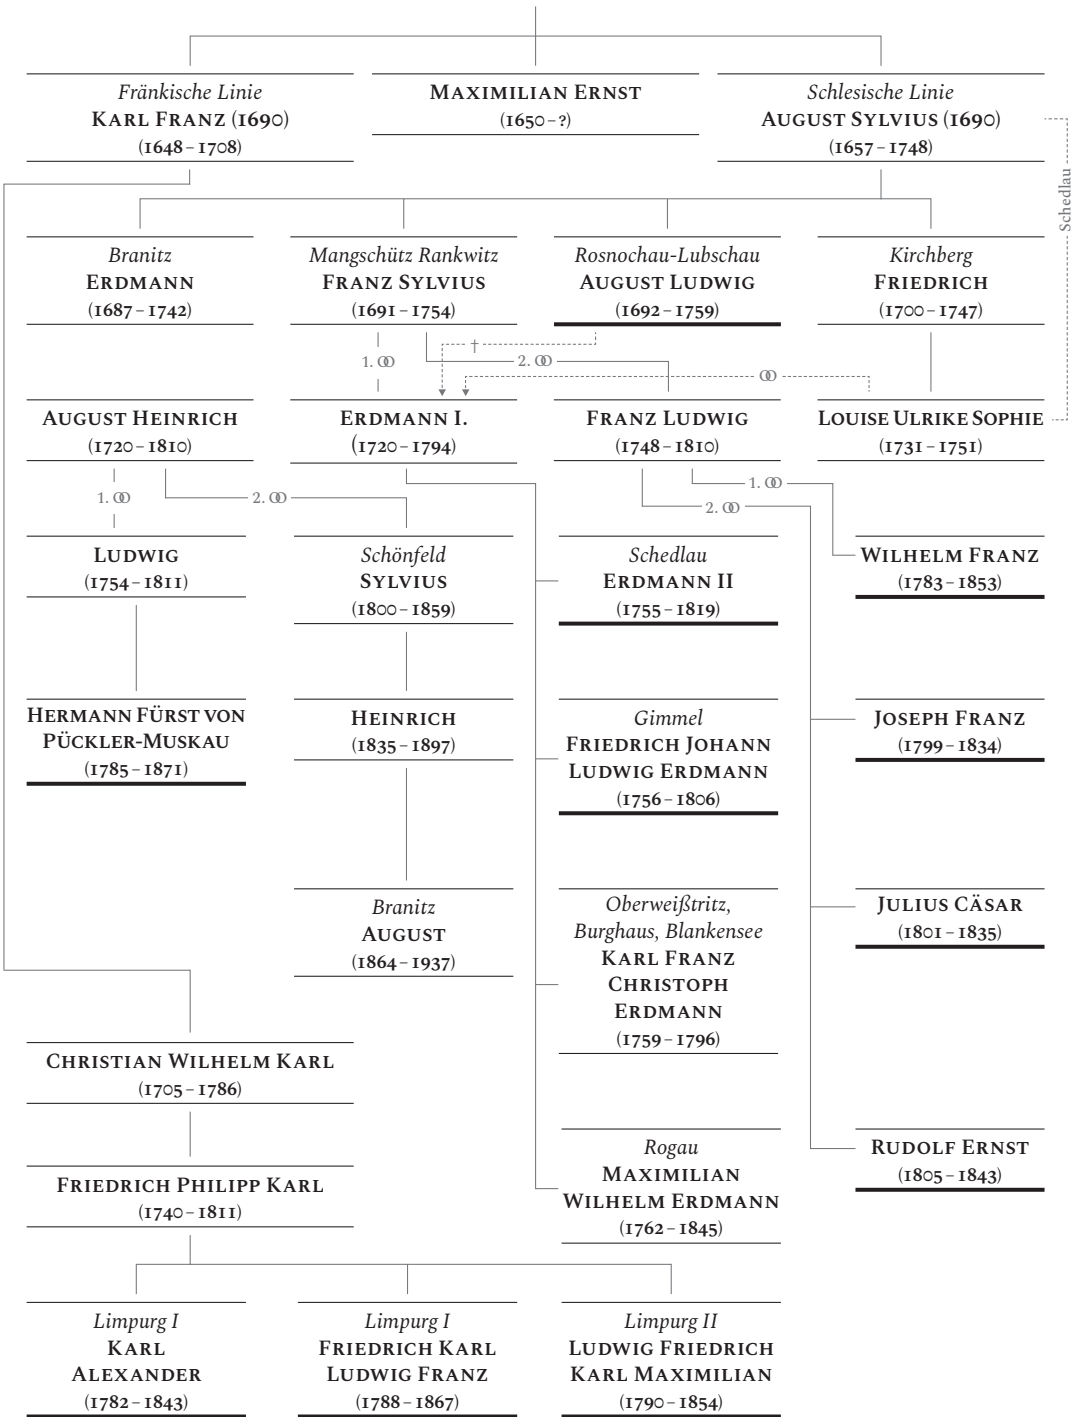 Fränkische Linie
KARL FRANZ (1690)
(1648 – 1708)
MAXIMILIAN ERNST
(1650 – ?)
Schlesische Linie
AUGUST SYLVIUS (1690)
(1657 – 1748)
Schedlau
Branitz
ERDMANN
(1687 – 1742)
Mangschütz Rankwitz
FRANZ SYLVIUS
(1691 – 1754)
Rosnochau-Lubschau
AUGUST LUDWIG
(1692 – 1759)
Kirchberg
FRIEDRICH
(1700 – 1747)
†
1. ⚭
2. ⚭
⚭
AUGUST HEINRICH
(1720 – 1810)
ERDMANN I.
(1720 – 1794)
FRANZ LUDWIG
(1748 – 1810)
LOUISE ULRIKE SOPHIE
(1731 – 1751)
1. ⚭
2. ⚭
1. ⚭
2. ⚭
LUDWIG
(1754 – 1811)
Schönfeld
SYLVIUS
(1800 – 1859)
Schedlau
ERDMANN II
(1755 – 1819)
WILHELM FRANZ
(1783 – 1853)
HERMANN FÜRST VON
PÜCKLER-MUSKAU
(1785 – 1871)
HEINRICH
(1835 – 1897)
Gimmel
FRIEDRICH JOHANN
LUDWIG ERDMANN
(1756 – 1806)
JOSEPH FRANZ
(1799 – 1834)
Branitz
AUGUST
(1864 – 1937)
Oberweißtritz,
Burghaus, Blankensee
KARL FRANZ
CHRISTOPH
ERDMANN
(1759 – 1796)
JULIUS CÄSAR
(1801 – 1835)
CHRISTIAN WILHELM KARL
(1705 – 1786)
Rogau
MAXIMILIAN
WILHELM ERDMANN
(1762 – 1845)
RUDOLF ERNST
(1805 – 1843)
FRIEDRICH PHILIPP KARL
(1740 – 1811)
Limpurg I
KARL
ALEXANDER
(1782 – 1843)
Limpurg I
FRIEDRICH KARL
LUDWIG FRANZ
(1788 – 1867)
Limpurg II
LUDWIG FRIEDRICH
KARL MAXIMILIAN
(1790 – 1854)